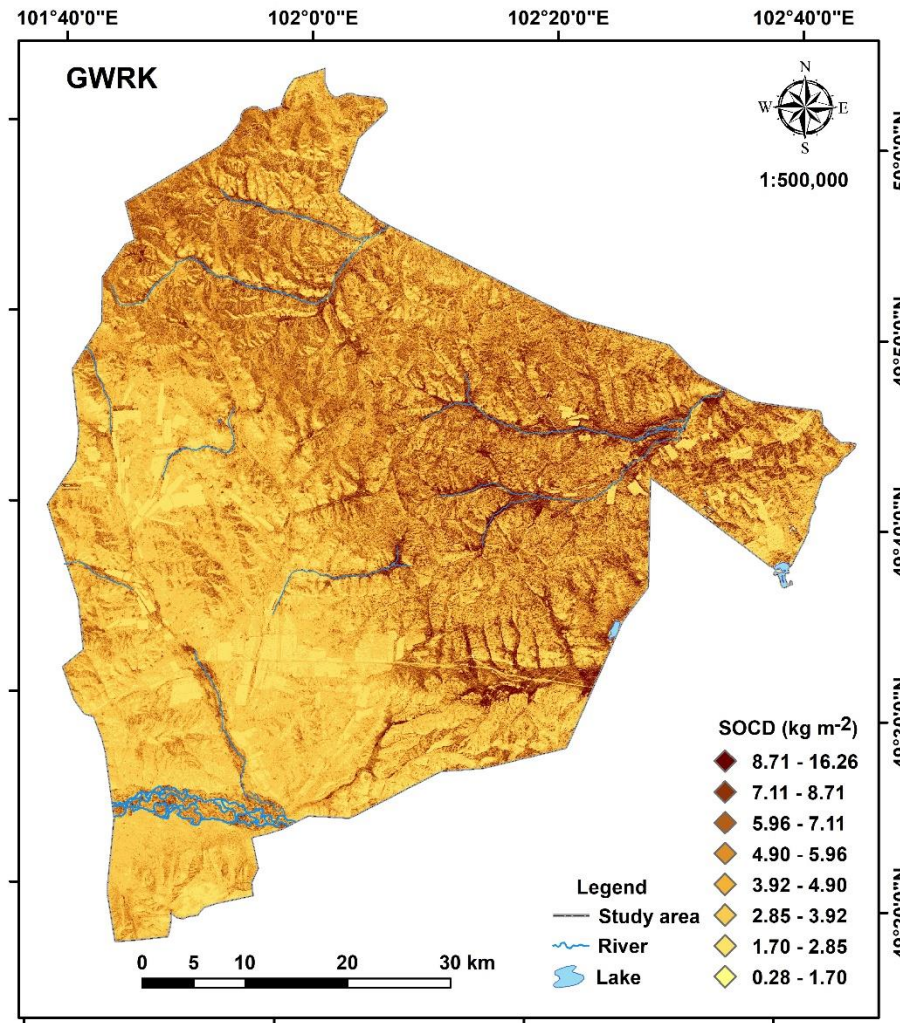 101°40'0"E 102°0'0"E 102°20'0"E 102°40'0"E
GWRK
N
W E
S
1:500,000
50°0'0"N
49°50'0"N
49°40'0"N
49°30'0"N
49°20'0"N
SOCD (kg m-2)
8.71 - 16.26
7.11 - 8.71
5.96 - 7.11
4.90 - 5.96
3.92 - 4.90
2.85 - 3.92
1.70 - 2.85
0.28 - 1.70
Legend
Study area
River
Lake
0 5 10 20 30 km